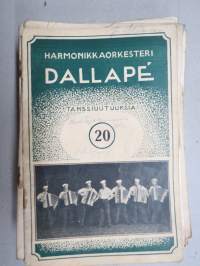 HARMONIKKAORKESTERI
DALLAPÉ
TANSSIUUTUUKSIA
20